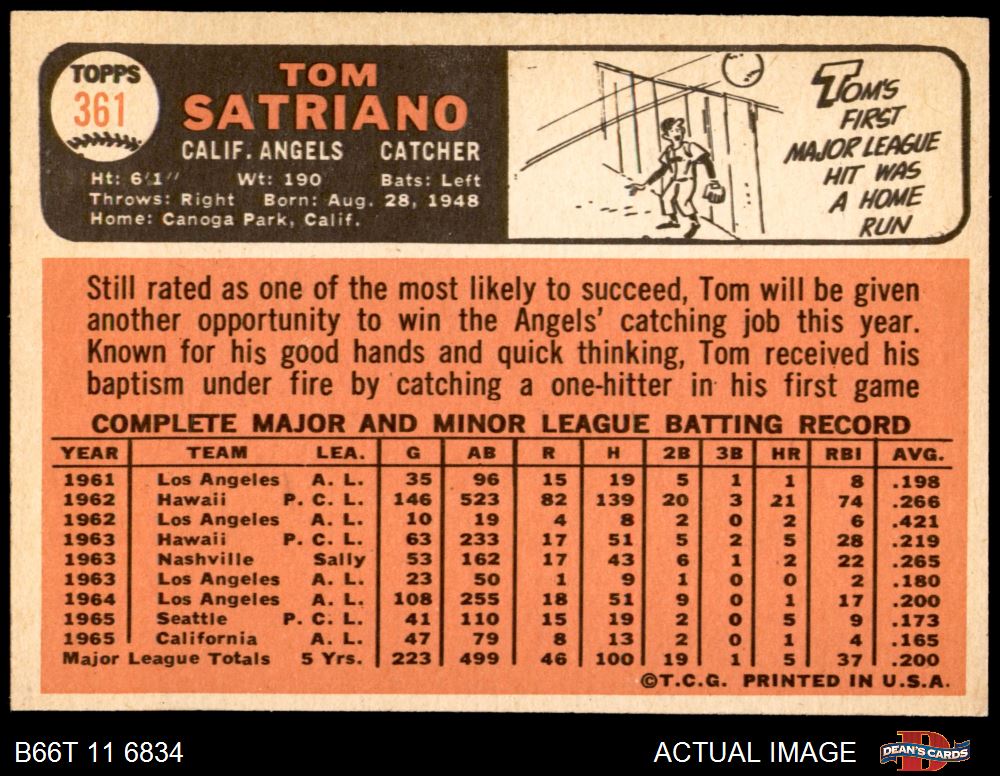 TOPPS
361
TOM
SATRIANO
CALIF. ANGELS CATCHER
Ht: 6'1" Wt: 190 Bats: Left
Throws: Right Born: Aug. 28, 1948
Home: Canoga Park, Calif.
TOM'S
FIRST
MAJOR LEAGUE
HIT WAS
A HOME
RUN
Still rated as one of the most likely to succeed, Tom will be given
another opportunity to win the Angels' catching job this year.
Known for his good hands and quick thinking, Tom received his
baptism under fire by catching a one-hitter in his first game
COMPLETE MAJOR AND MINOR LEAGUE BATTING RECORD
YEAR TEAM LEA. G AB R H 2B 3B HR RBI AVG.
1961 Los Angeles A. L. 35 96 15 19 5 1 1 8 .198
1962 Hawaii P. C. L. 146 523 82 139 20 3 21 74 .266
1962 Los Angeles A. L. 10 19 4 8 2 0 2 6 .421
1963 Hawaii P. C. L. 63 233 17 51 5 2 5 28 .219
1963 Nashville Sally 53 162 17 43 6 1 2 22 .265
1963 Los Angeles A. L. 23 50 1 9 1 0 0 2 .180
1964 Los Angeles A. L. 108 255 18 51 9 0 1 17 .200
1965 Seattle P. C. L. 41 110 15 19 2 0 5 9 .173
1965 California A. L. 47 79 8 13 2 0 1 4 .165
Major League Totals 5 Yrs. 223 499 46 100 19 1 5 37 .200
©T.C.G. PRINTED IN U.S.A.
B66T 11 6834 ACTUAL IMAGE DEAN'S CARDS